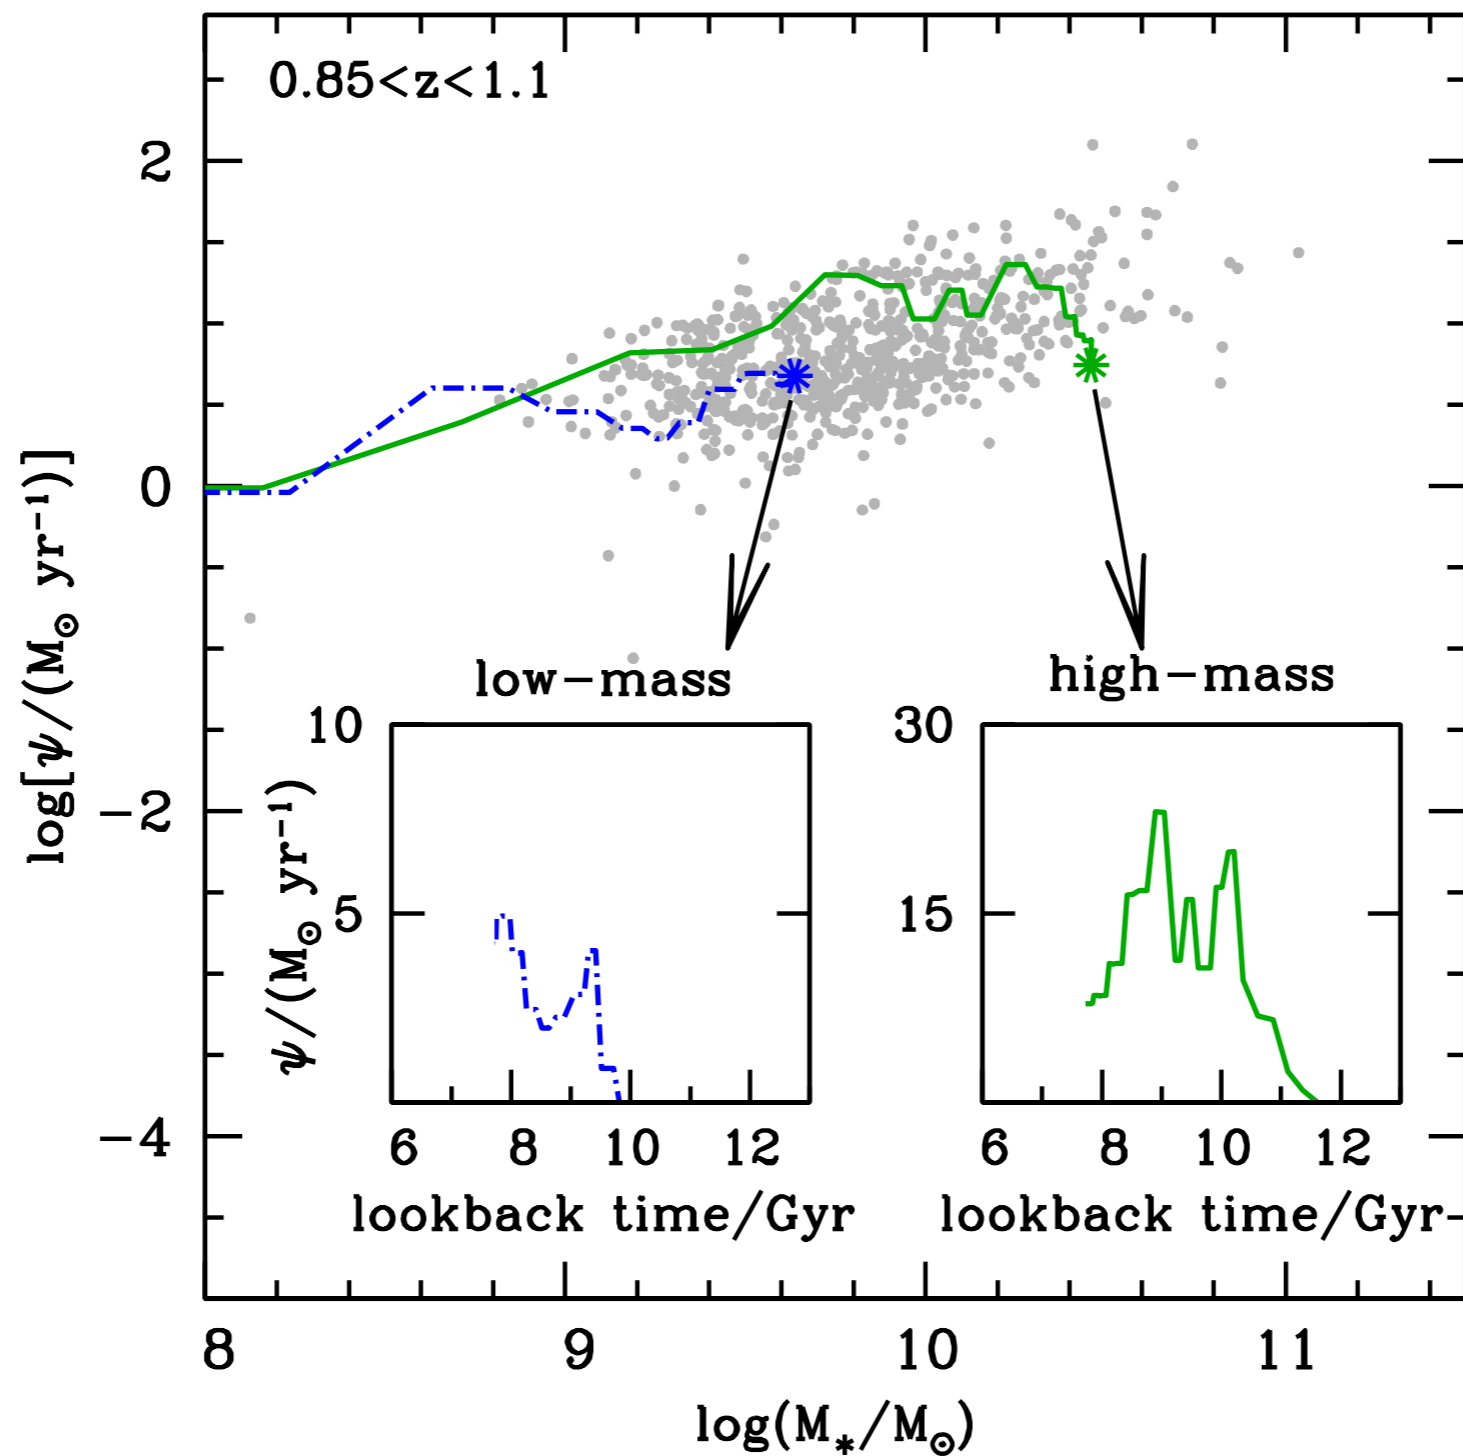 0.85<z<1.1
2
0
−2
−4
log[ψ/(M⊙ yr⁻¹)]
low−mass
high−mass
10
5
ψ/(M⊙ yr⁻¹)
6 8 10 12
lookback time/Gyr
30
15
6 8 10 12
lookback time/Gyr
8 9 10 11
log(M*/M⊙)